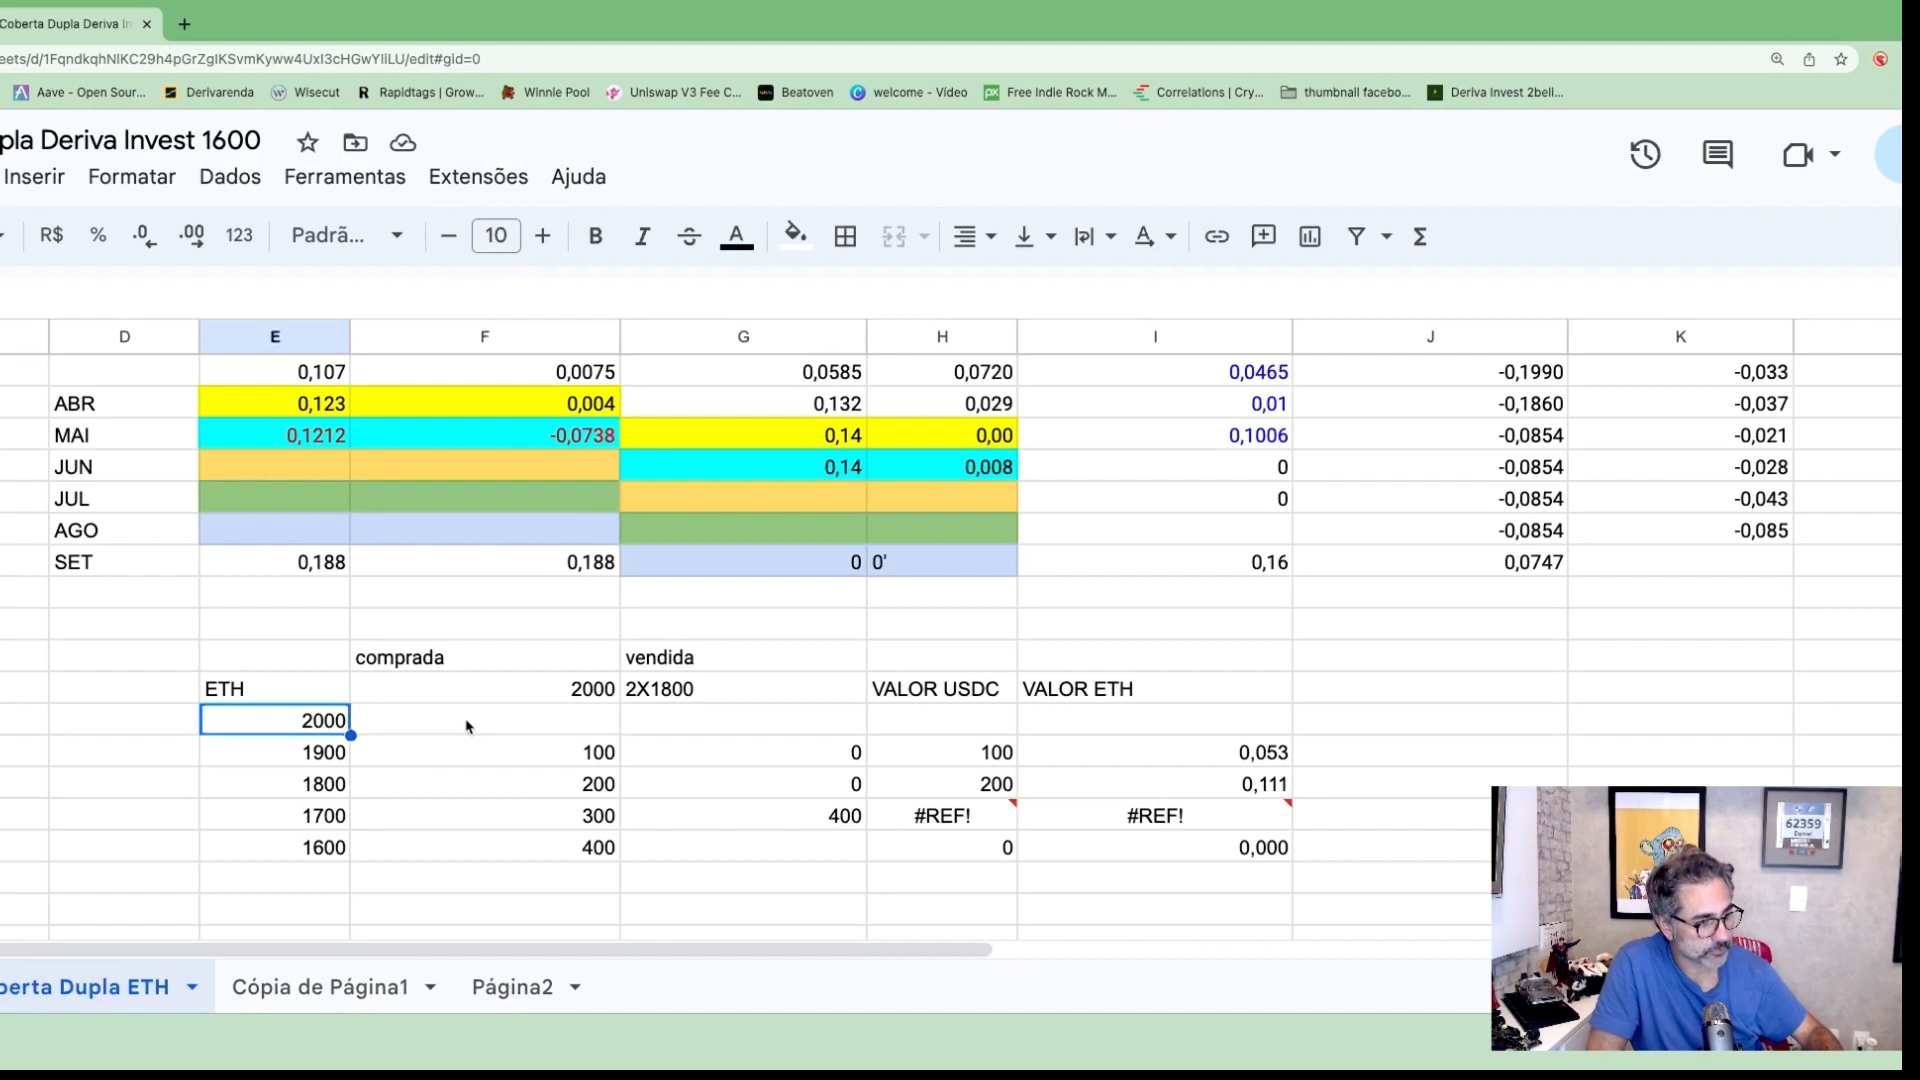 Coberta Dupla Deriva In
eets/d/1FqndkqhNlKC29h4pGrZglKSvmKyww4Uxl3cHGwYliLU/edit#gid=0
Aave - Open Sour... Derivarenda Wisecut Rapidtags | Grow... Winnie Pool Uniswap V3 Fee C... Beatoven welcome - Vídeo Free Indie Rock M... Correlations | Cry... thumbnall facebo... Deriva Invest 2bell...
pla Deriva Invest 1600
Inserir Formatar Dados Ferramentas Extensões Ajuda
R$ % .0 .00 123 Padrã... 10 B I A Σ
D E F G H I J K
0,107 0,0075 0,0585 0,0720 0,0465 -0,1990 -0,033
ABR 0,123 0,004 0,132 0,029 0,01 -0,1860 -0,037
MAI 0,1212 -0,0738 0,14 0,00 0,1006 -0,0854 -0,021
JUN 0,14 0,008 0 -0,0854 -0,028
JUL 0 -0,0854 -0,043
AGO -0,0854 -0,085
SET 0,188 0,188 0 0' 0,16 0,0747
comprada vendida
ETH 2000 2X1800 VALOR USDC VALOR ETH
2000
1900 100 0 100 0,053
1800 200 0 200 0,111
1700 300 400 #REF! #REF!
1600 400 0 0,000
62359
berta Dupla ETH Cópia de Página1 Página2